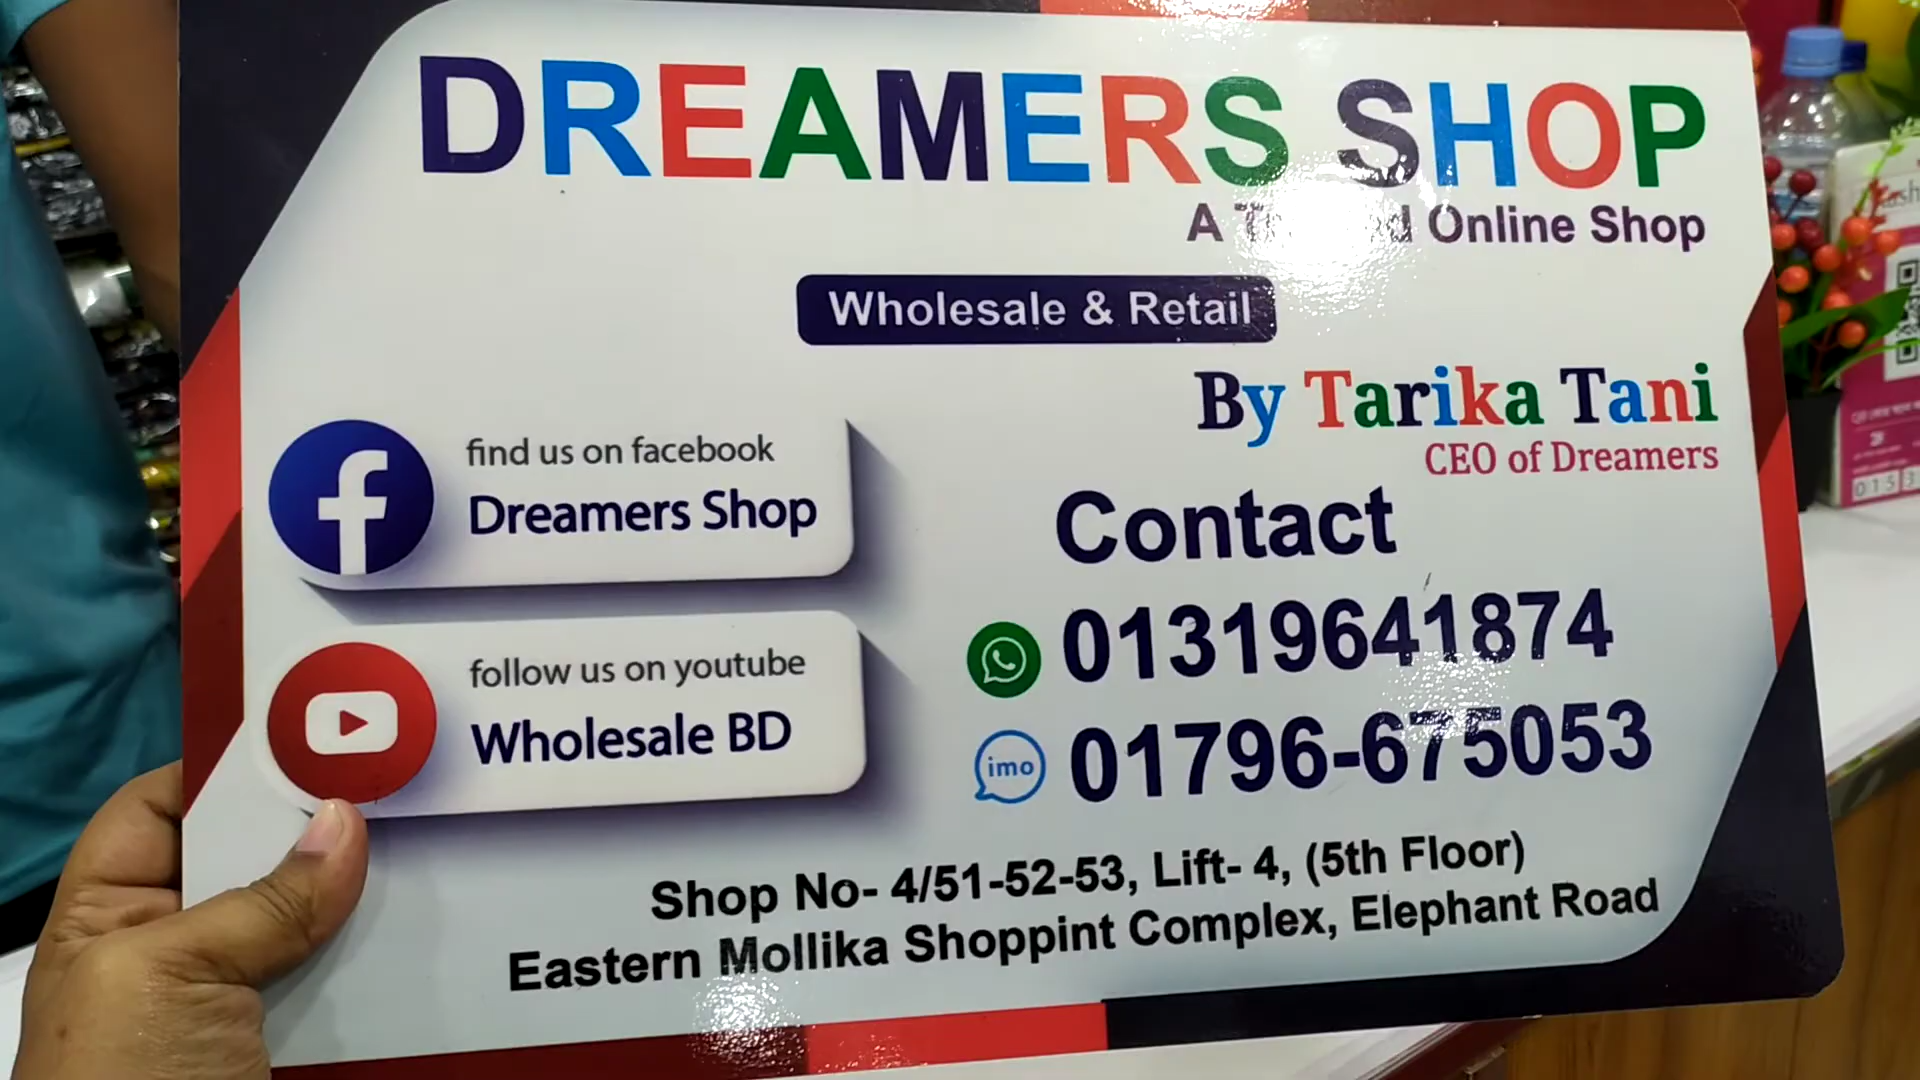 DREAMERS SHOP
A Online Shop
Wholesale & Retail
By Tarika Tani
CEO of Dreamers
find us on facebook
Dreamers Shop
follow us on youtube
Wholesale BD
Contact
01319641874
imo 01796-675053
Shop No- 4/51-52-53, Lift- 4, (5th Floor)
Eastern Mollika Shoppint Complex, Elephant Road